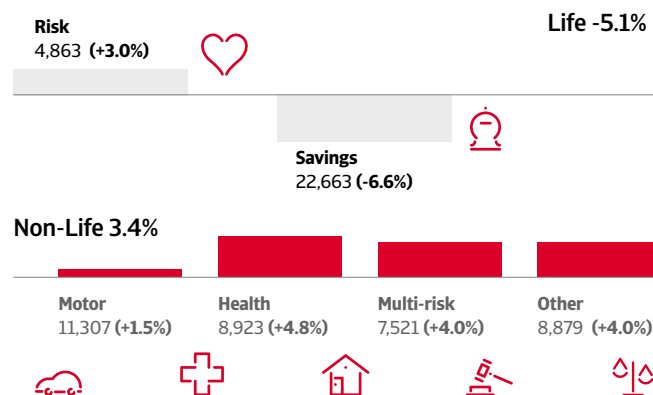 Risk
4,863 (+3.0%)
Life -5.1%
Savings
22,663 (-6.6%)
Non-Life 3.4%
Motor
11,307 (+1.5%)
Health
8,923 (+4.8%)
Multi-risk
7,521 (+4.0%)
Other
8,879 (+4.0%)